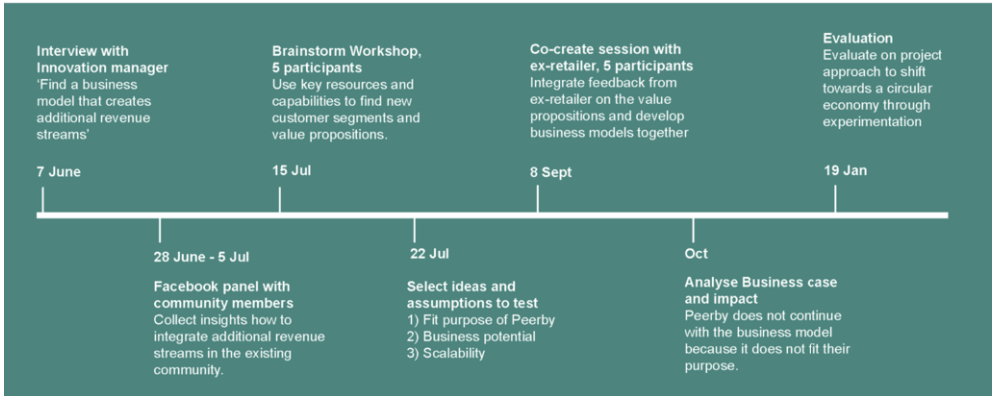 Interview with
Innovation manager
‘Find a business
model that creates
additional revenue
streams’
7 June
Brainstorm Workshop,
5 participants
Use key resources and
capabilities to find new
customer segments and
value propositions.
15 Jul
Co-create session with
ex-retailer, 5 participants
Integrate feedback from
ex-retailer on the value
propositions and develop
business models together
8 Sept
Evaluation
Evaluate on project
approach to shift
towards a circular
economy through
experimentation
19 Jan
28 June - 5 Jul
Facebook panel with
community members
Collect insights how to
integrate additional revenue
streams in the existing
community.
22 Jul
Select ideas and
assumptions to test
1) Fit purpose of Peerby
2) Business potential
3) Scalability
Oct
Analyse Business case
and impact
Peerby does not continue
with the business model
because it does not fit their
purpose.